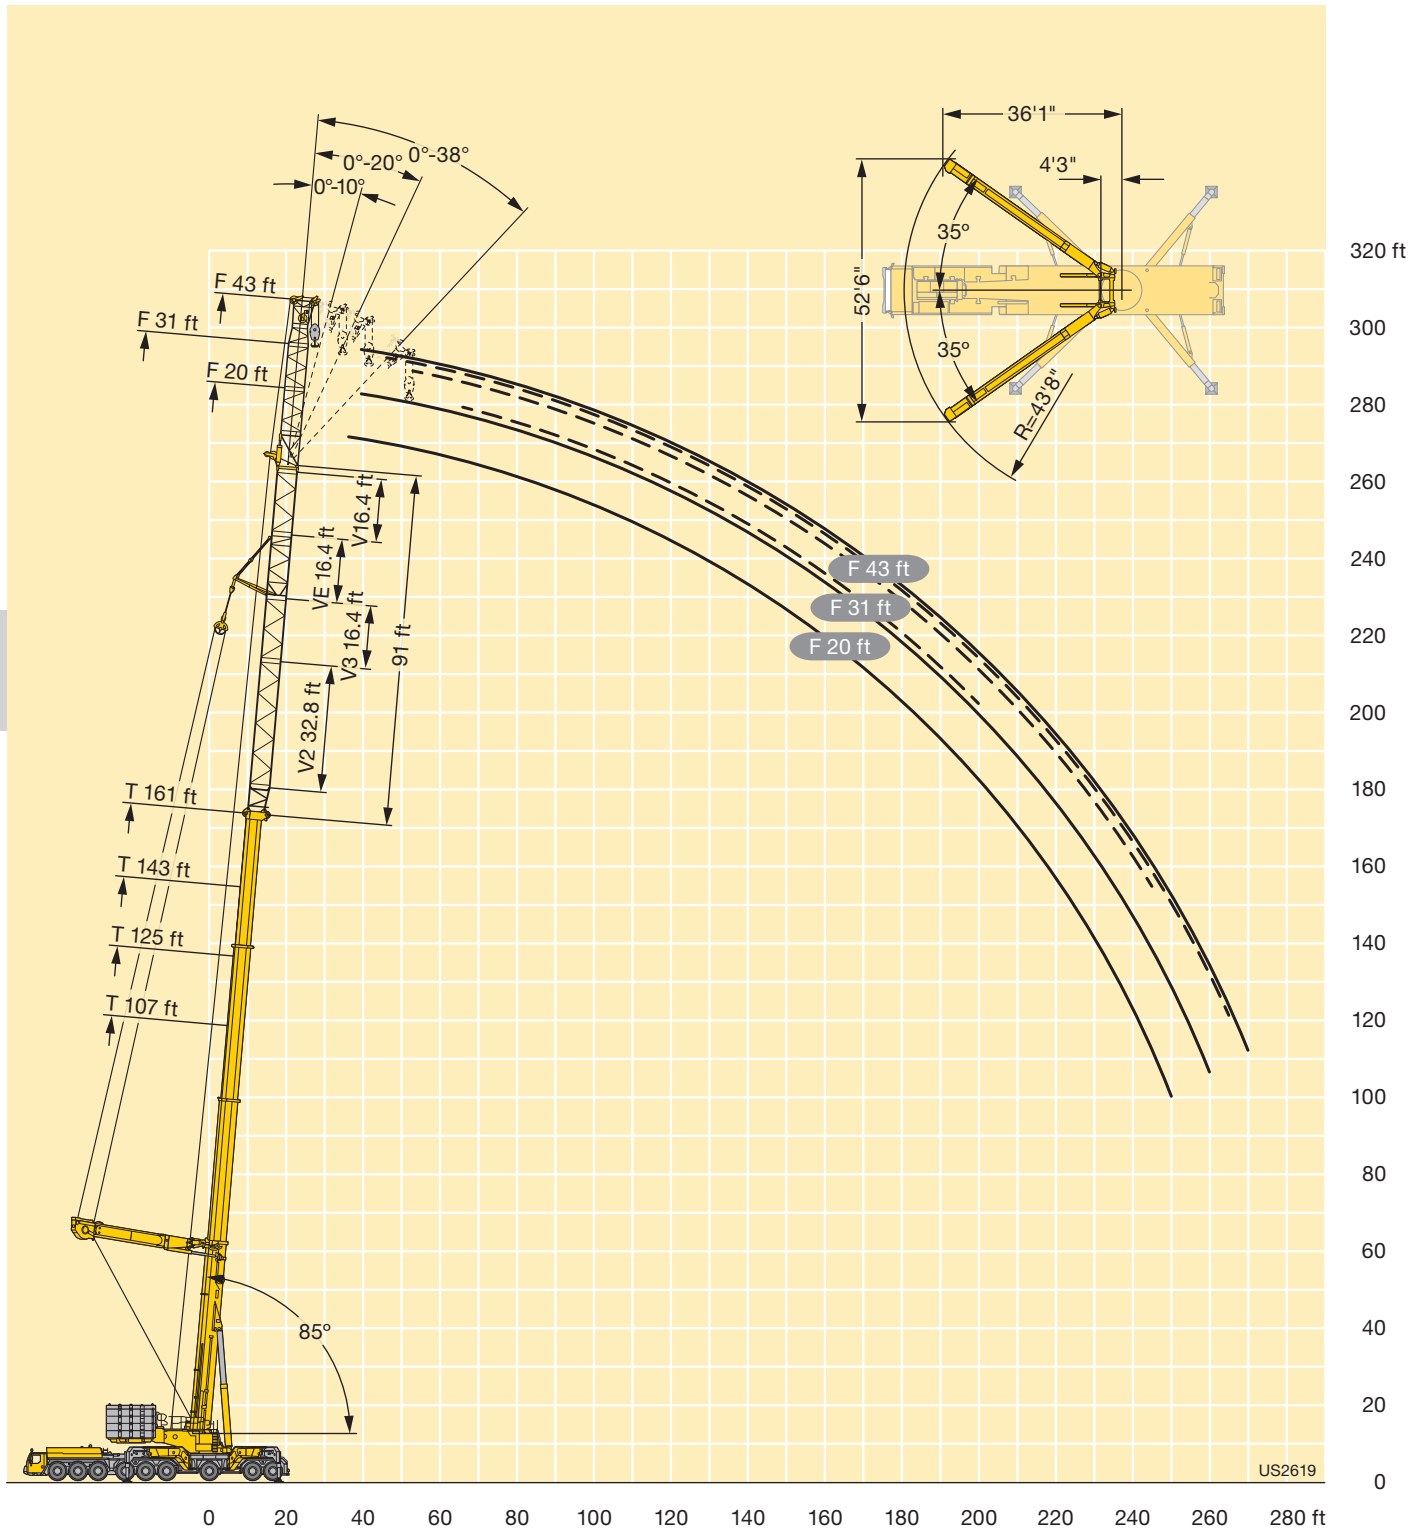 36'1"
4'3"
0°-38°
0°-20°
0°-10°
35°
52'6"
35°
R=43'8"
320 ft
F 43 ft
F 31 ft
F 20 ft
300
280
260
V16.4 ft
VE 16.4 ft
V3 16.4 ft
91 ft
V2 32.8 ft
240
F 43 ft
F 31 ft
F 20 ft
220
200
T 161 ft
180
T 143 ft
160
T 125 ft
140
T 107 ft
120
100
80
60
85°
40
20
US2619
0
0 20 40 60 80 100 120 140 160 180 200 220 240 260 280 ft